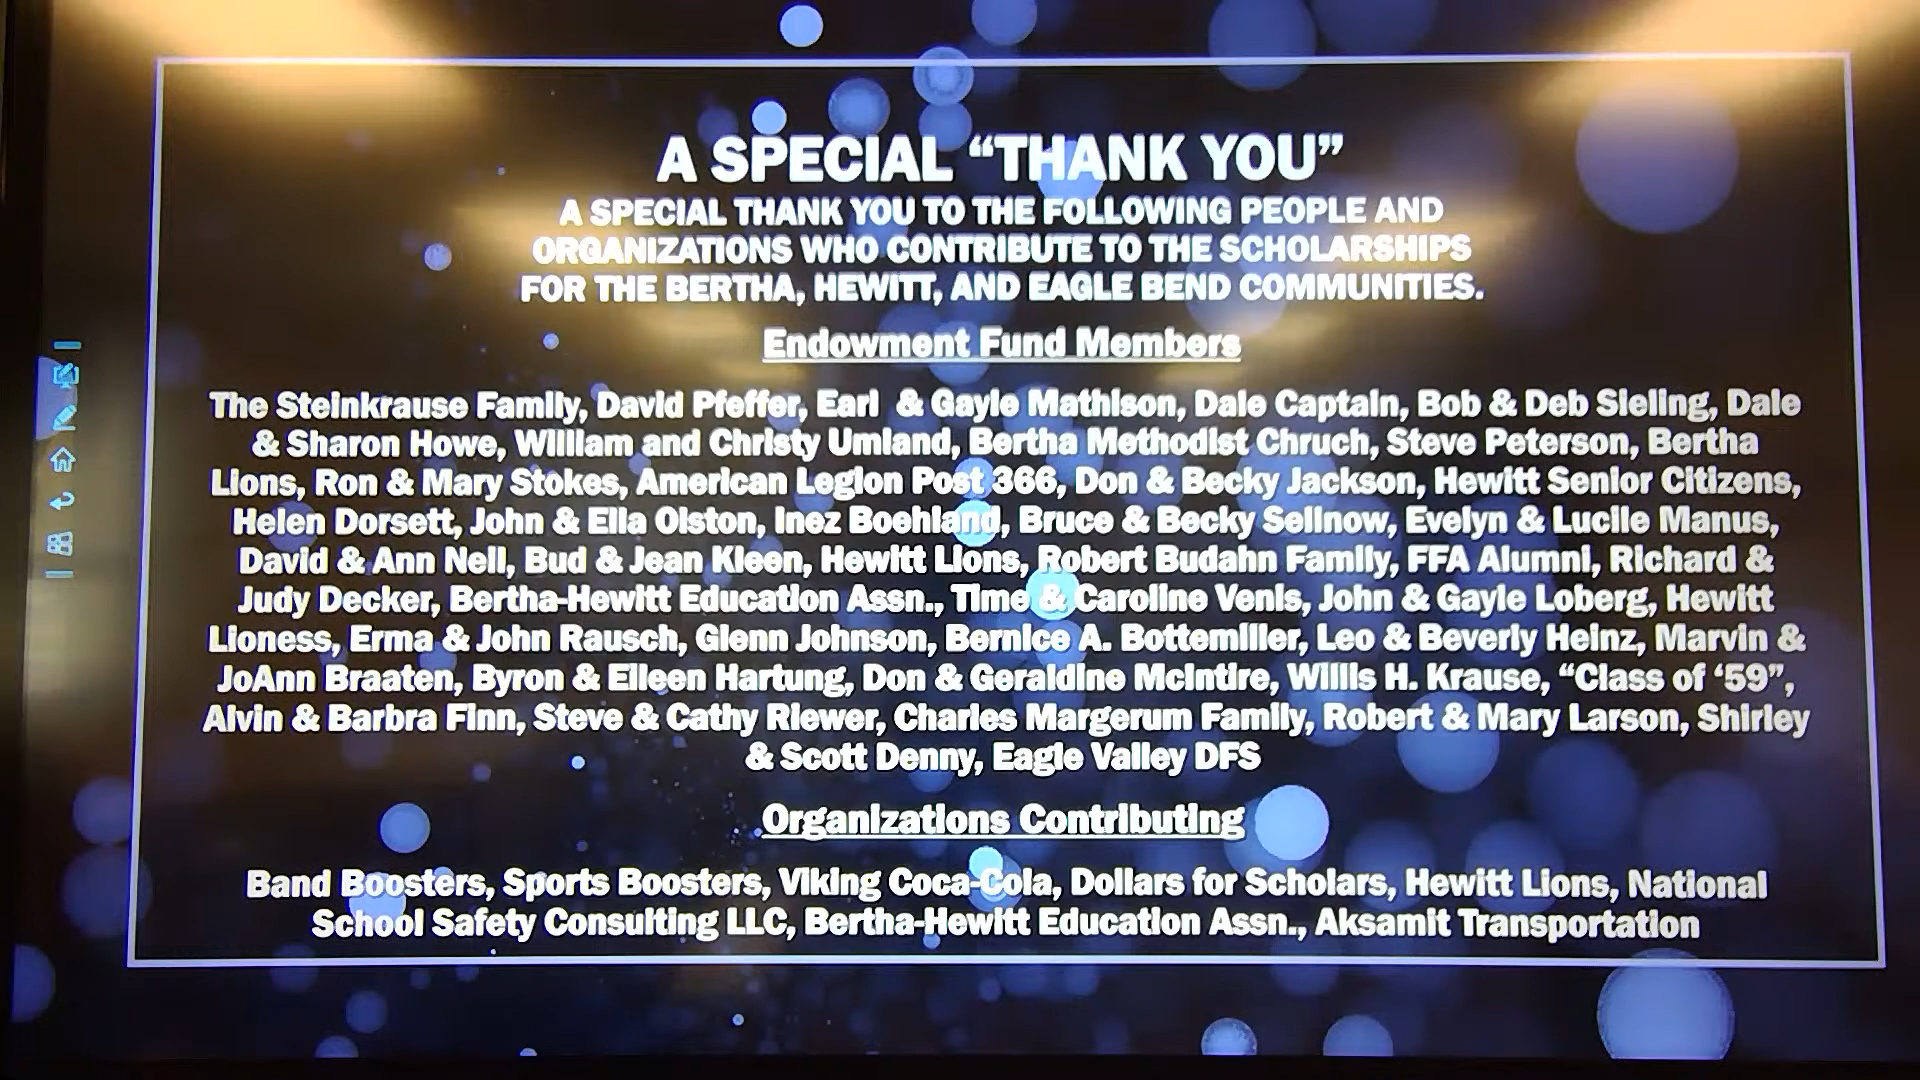 A SPECIAL “THANK YOU”
A SPECIAL THANK YOU TO THE FOLLOWING PEOPLE AND
ORGANIZATIONS WHO CONTRIBUTE TO THE SCHOLARSHIPS
FOR THE BERTHA, HEWITT, AND EAGLE BEND COMMUNITIES.
Endowment Fund Members
The Steinkrause Family, David Pfeffer, Earl & Gayle Mathison, Dale Captain, Bob & Deb Sieling, Dale
& Sharon Howe, William and Christy Umland, Bertha Methodist Chruch, Steve Peterson, Bertha
Lions, Ron & Mary Stokes, American Legion Post 366, Don & Becky Jackson, Hewitt Senior Citizens,
Helen Dorsett, John & Ella Olston, Inez Boehland, Bruce & Becky Sellnow, Evelyn & Lucile Manus,
David & Ann Nell, Bud & Jean Kleen, Hewitt Lions, Robert Budahn Family, FFA Alumni, Richard &
Judy Decker, Bertha-Hewitt Education Assn., Time & Caroline Venis, John & Gayle Loberg, Hewitt
Lioness, Erma & John Rausch, Glenn Johnson, Bernice A. Bottemiller, Leo & Beverly Heinz, Marvin &
JoAnn Braaten, Byron & Eileen Hartung, Don & Geraldine McIntire, Willis H. Krause, “Class of ‘59”,
Alvin & Barbra Finn, Steve & Cathy Riewer, Charles Margerum Family, Robert & Mary Larson, Shirley
& Scott Denny, Eagle Valley DFS
Organizations Contributing
Band Boosters, Sports Boosters, Viking Coca-Cola, Dollars for Scholars, Hewitt Lions, National
School Safety Consulting LLC, Bertha-Hewitt Education Assn., Aksamit Transportation